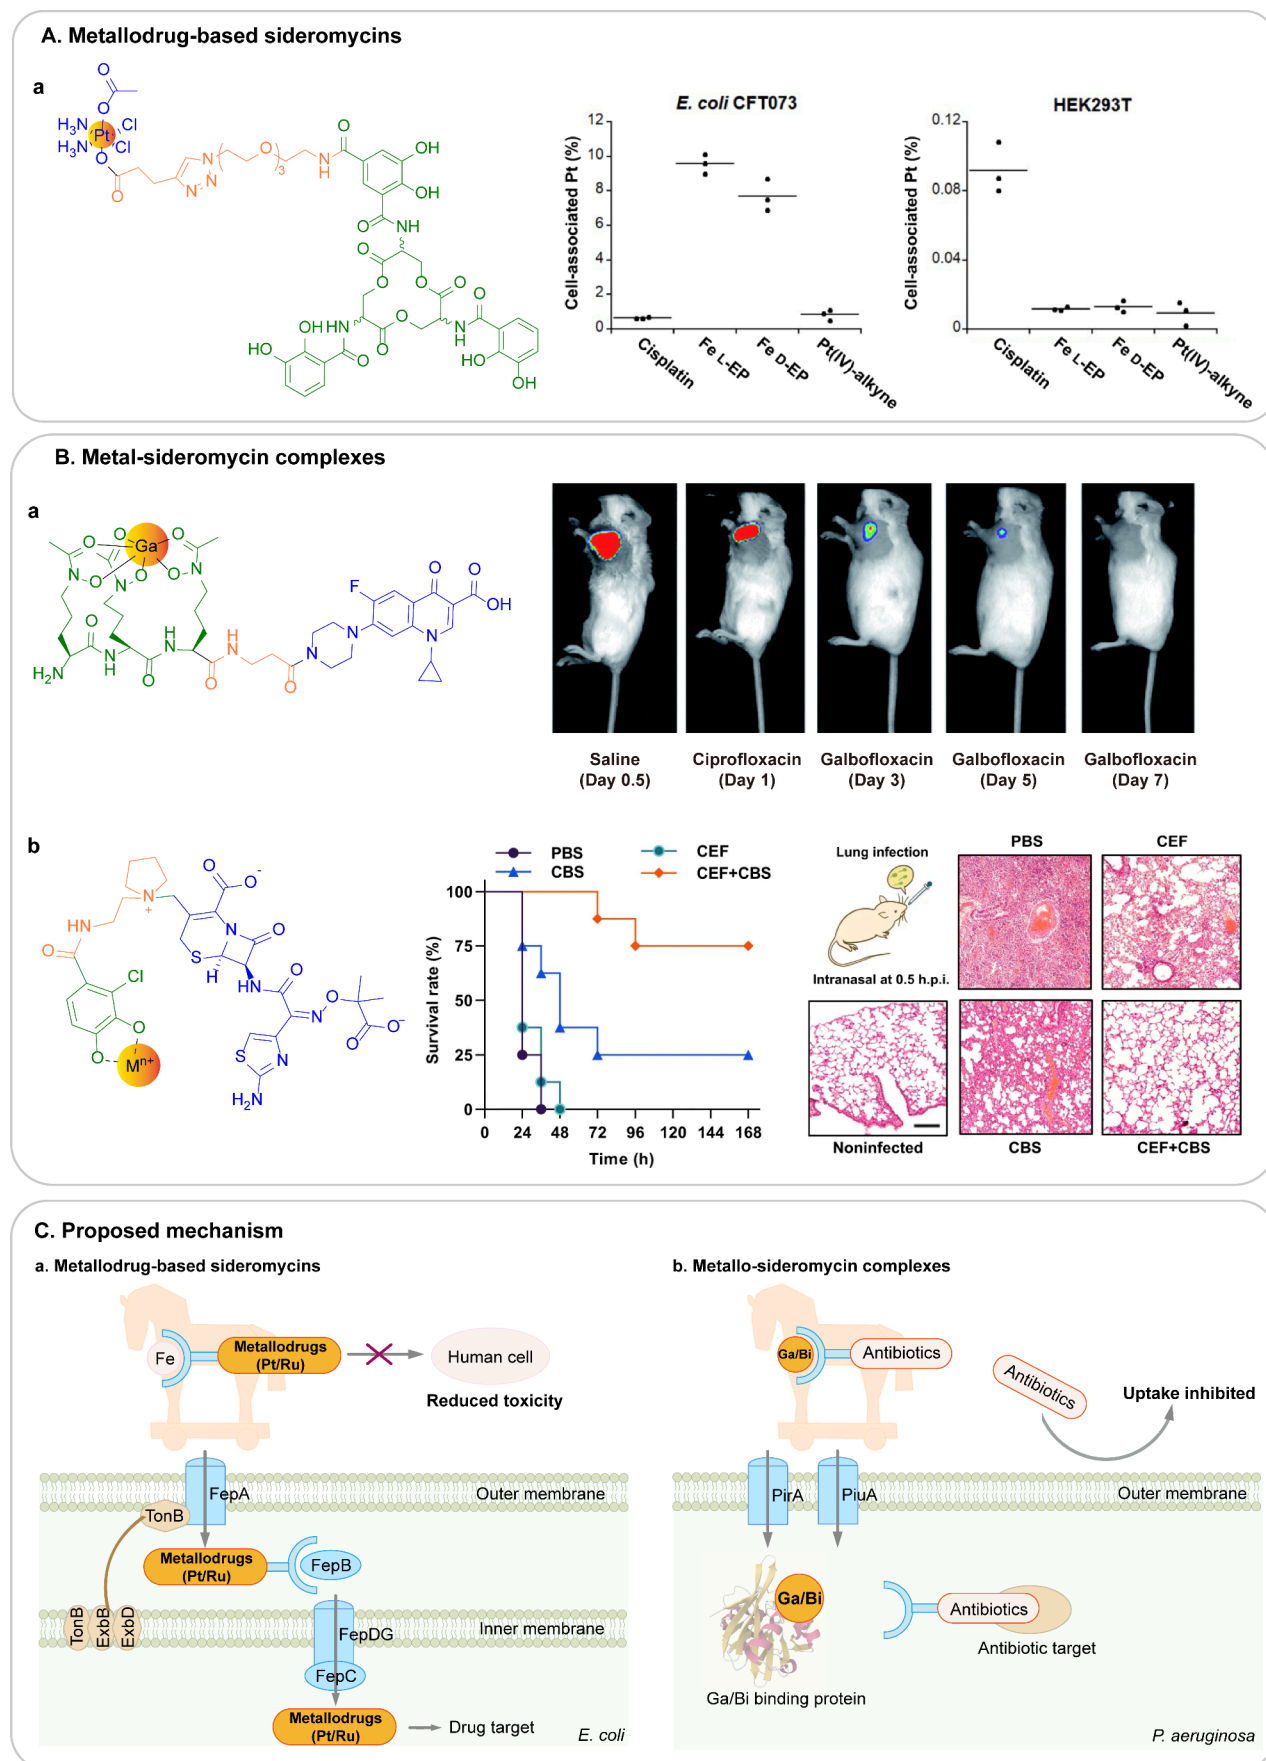 A. Metallodrug-based sideromycins
a
O
O
H₃N
Cl
Pt
H₃N
Cl
O
O
N
N
N
O
3
N
H
O
OH
OH
O
NH
O
O
O
O
O
O
O
OH
NH
HO
O
N
H
HO
OH
E. coli CFT073
Cell-associated Pt (%)
12
10
8
6
4
2
0
Cisplatin
Fe L-EP
Fe D-EP
Pt(IV)-alkyne
HEK293T
Cell-associated Pt (%)
0.12
0.08
0.04
0
Cisplatin
Fe L-EP
Fe D-EP
Pt(IV)-alkyne
B. Metal-sideromycin complexes
a
Ga
O
O
O
O
N
O
N
O
O
N
O
H
N
H
N
H
N
H₂N
O
O
O
N
N
F
O
O
OH
N
Saline
(Day 0.5)
Ciprofloxacin
(Day 1)
Galbofloxacin
(Day 3)
Galbofloxacin
(Day 5)
Galbofloxacin
(Day 7)
b
O
O⁻
N
+
NH
O
Cl
O
O
Mⁿ⁺
N
O
S
H
HN
O
N
O
O⁻
O
S
N
H₂N
PBS
CBS
CEF
CEF+CBS
Survival rate (%)
100
75
50
25
0
0
24
48
72
96
120
144
168
Time (h)
Lung infection
Intranasal at 0.5 h.p.i.
PBS
CEF
Noninfected
CBS
CEF+CBS
C. Proposed mechanism
a. Metallodrug-based sideromycins
Fe
Metallodrugs
(Pt/Ru)
Human cell
Reduced toxicity
FepA
Outer membrane
TonB
Metallodrugs
(Pt/Ru)
FepB
TonB
ExbB
ExbD
FepDG
Inner membrane
FepC
Metallodrugs
(Pt/Ru)
Drug target
E. coli
b. Metallo-sideromycin complexes
Ga/Bi
Antibiotics
Antibiotics
Uptake inhibited
PirA
PiuA
Outer membrane
Ga/Bi
Antibiotics
Antibiotic target
Ga/Bi binding protein
P. aeruginosa